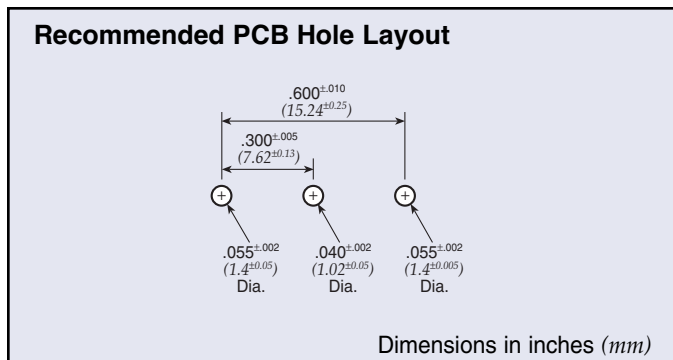 Recommended PCB Hole Layout
.600±.010
(15.24±0.25)
.300±.005
(7.62±0.13)
.055±.002
(1.4±0.05)
Dia.
.040±.002
(1.02±0.05)
Dia.
.055±.002
(1.4±0.005)
Dia.
Dimensions in inches (mm)